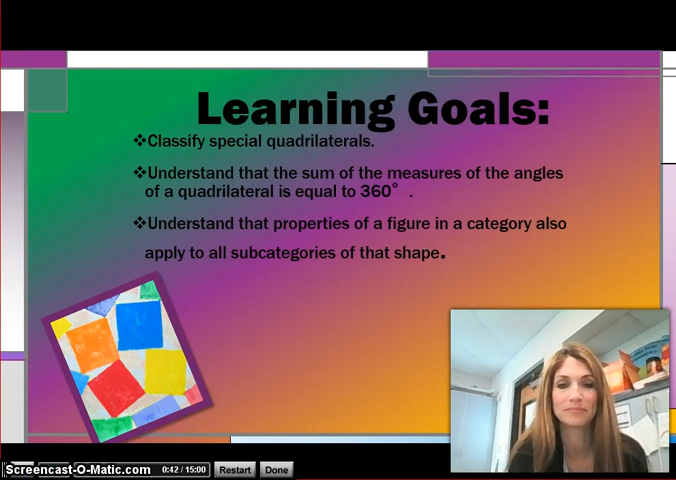 Learning Goals:
❖Classify special quadrilaterals.
❖Understand that the sum of the measures of the angles
of a quadrilateral is equal to 360° .
❖Understand that properties of a figure in a category also
apply to all subcategories of that shape.
Screencast-O-Matic.com 0:42 / 15:00 Restart Done